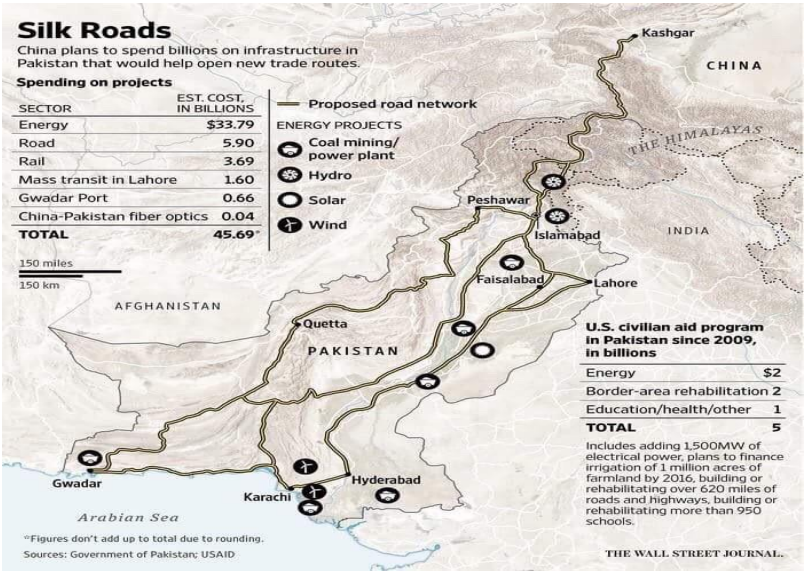 Silk Roads
China plans to spend billions on infrastructure in
Pakistan that would help open new trade routes.
Spending on projects
SECTOR EST. COST, IN BILLIONS
Energy $33.79
Road 5.90
Rail 3.69
Mass transit in Lahore 1.60
Gwadar Port 0.66
China-Pakistan fiber optics 0.04
TOTAL 45.69*
150 miles
150 km
Proposed road network
ENERGY PROJECTS
Coal mining/
power plant
Hydro
Solar
Wind
Kashgar
CHINA
THE HIMALAYAS
Peshawar
Islamabad
INDIA
Faisalabad
Lahore
AFGHANISTAN
Quetta
PAKISTAN
Gwadar
Karachi
Hyderabad
Arabian Sea
U.S. civilian aid program
in Pakistan since 2009,
in billions
Energy $2
Border-area rehabilitation 2
Education/health/other 1
TOTAL 5
Includes adding 1,500MW of
electrical power, plans to finance
irrigation of 1 million acres of
farmland by 2016, building or
rehabilitating over 620 miles of
roads and highways, building or
rehabilitating more than 950
schools.
*Figures don't add up to total due to rounding.
Sources: Government of Pakistan; USAID
THE WALL STREET JOURNAL.